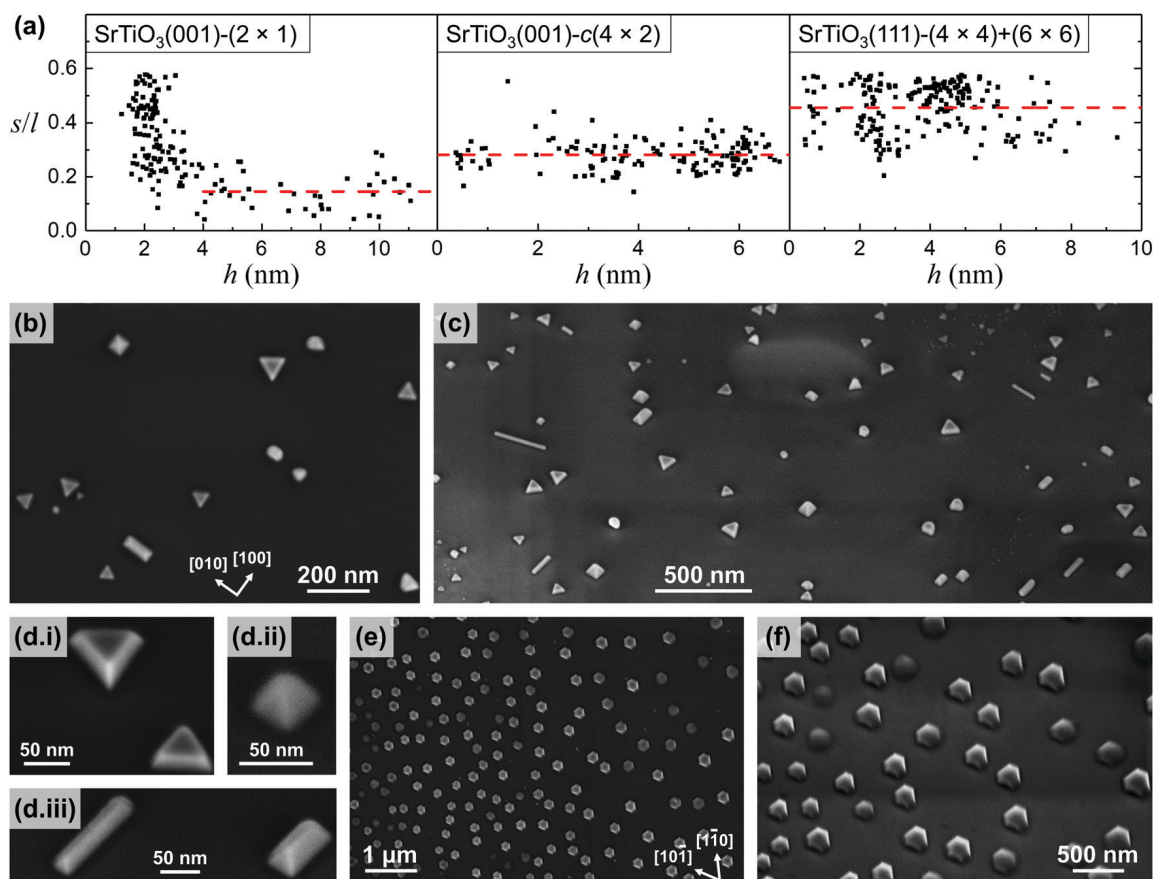 (a)
SrTiO3(001)-(2 × 1)
SrTiO3(001)-c(4 × 2)
SrTiO3(111)-(4 × 4)+(6 × 6)
0.6
0.4
s/l
0.2
0.0
0 2 4 6 8 10
0 2 4 6
0 2 4 6 8 10
h (nm)
h (nm)
h (nm)
(b)
[010] [100]
200 nm
(c)
500 nm
(d.i)
50 nm
(d.ii)
50 nm
(d.iii)
50 nm
(e)
1 μm
[101̄] [11̄0]
(f)
500 nm